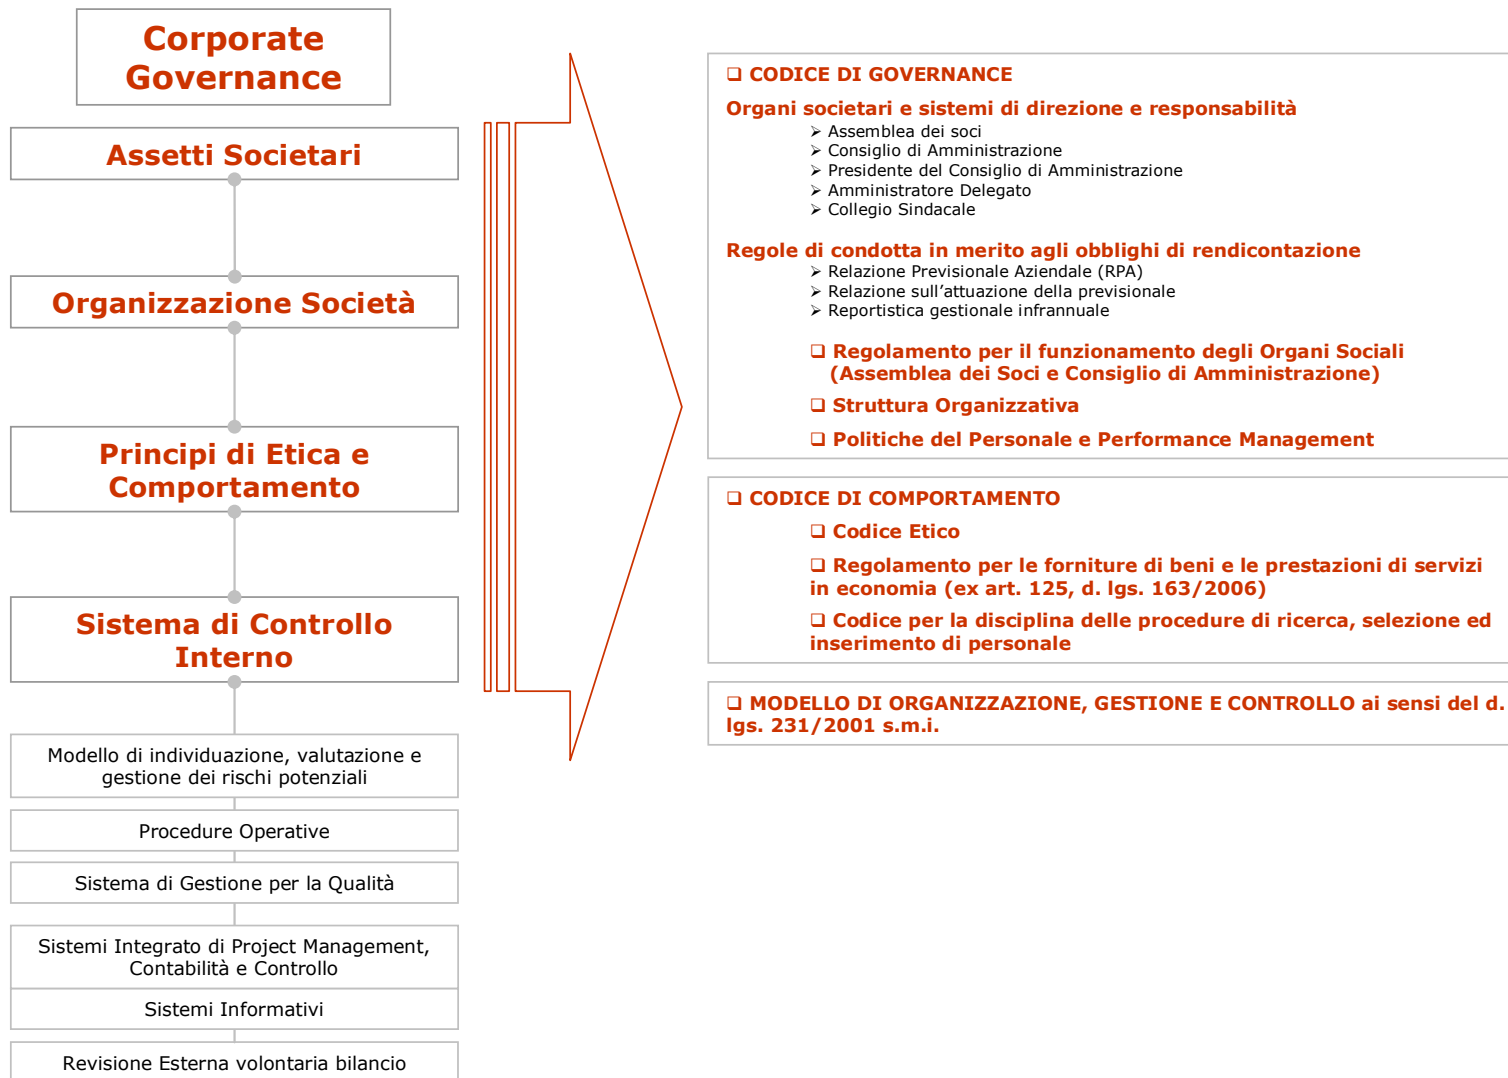 Corporate
Governance
Assetti Societari
Organizzazione Società
Principi di Etica e
Comportamento
Sistema di Controllo
Interno
Modello di individuazione, valutazione e
gestione dei rischi potenziali
Procedure Operative
Sistema di Gestione per la Qualità
Sistemi Integrato di Project Management,
Contabilità e Controllo
Sistemi Informativi
Revisione Esterna volontaria bilancio
❑ CODICE DI GOVERNANCE
Organi societari e sistemi di direzione e responsabilità
➢ Assemblea dei soci
➢ Consiglio di Amministrazione
➢ Presidente del Consiglio di Amministrazione
➢ Amministratore Delegato
➢ Collegio Sindacale
Regole di condotta in merito agli obblighi di rendicontazione
➢ Relazione Previsionale Aziendale (RPA)
➢ Relazione sull’attuazione della previsionale
➢ Reportistica gestionale infrannuale
❑ Regolamento per il funzionamento degli Organi Sociali
(Assemblea dei Soci e Consiglio di Amministrazione)
❑ Struttura Organizzativa
❑ Politiche del Personale e Performance Management
❑ CODICE DI COMPORTAMENTO
❑ Codice Etico
❑ Regolamento per le forniture di beni e le prestazioni di servizi
in economia (ex art. 125, d. lgs. 163/2006)
❑ Codice per la disciplina delle procedure di ricerca, selezione ed
inserimento di personale
❑ MODELLO DI ORGANIZZAZIONE, GESTIONE E CONTROLLO ai sensi del d.
lgs. 231/2001 s.m.i.